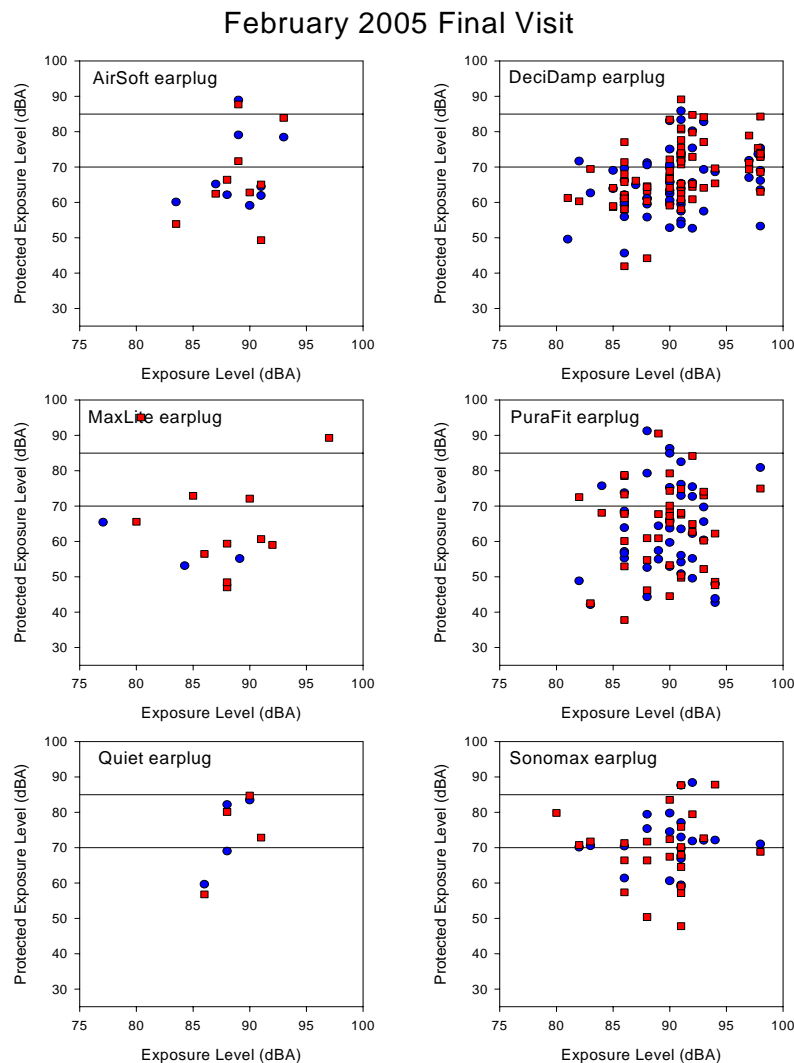 February 2005 Final Visit
AirSoft earplug
Protected Exposure Level (dBA)
100
90
80
70
60
50
40
30
75 80 85 90 95 100
Exposure Level (dBA)
DeciDamp earplug
Protected Exposure Level (dBA)
100
90
80
70
60
50
40
30
75 80 85 90 95 100
Exposure Level (dBA)
MaxLite earplug
Protected Exposure Level (dBA)
100
90
80
70
60
50
40
30
75 80 85 90 95 100
Exposure Level (dBA)
PuraFit earplug
Protected Exposure Level (dBA)
100
90
80
70
60
50
40
30
75 80 85 90 95 100
Exposure Level (dBA)
Quiet earplug
Protected Exposure Level (dBA)
100
90
80
70
60
50
40
30
75 80 85 90 95 100
Exposure Level (dBA)
Sonomax earplug
Protected Exposure Level (dBA)
100
90
80
70
60
50
40
30
75 80 85 90 95 100
Exposure Level (dBA)